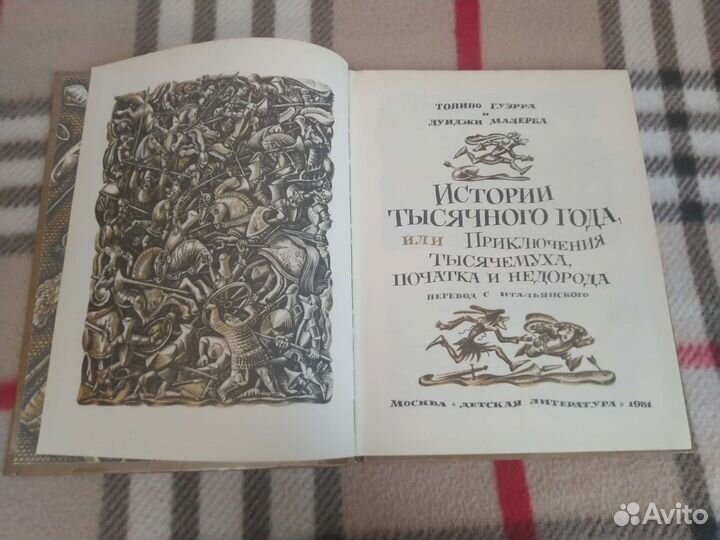 Тонино Гуэрра
и
Луиджи Малерба
Истории
тысячного года,
или Приключения
Тысячемуха,
Початка и Недорода
Перевод с итальянского
Москва «Детская литература» 1981
Avito